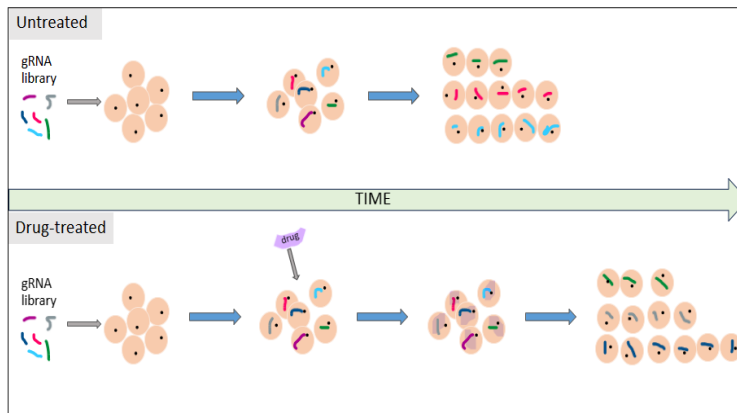 Untreated
gRNA
library
TIME
Drug-treated
drug
gRNA
library